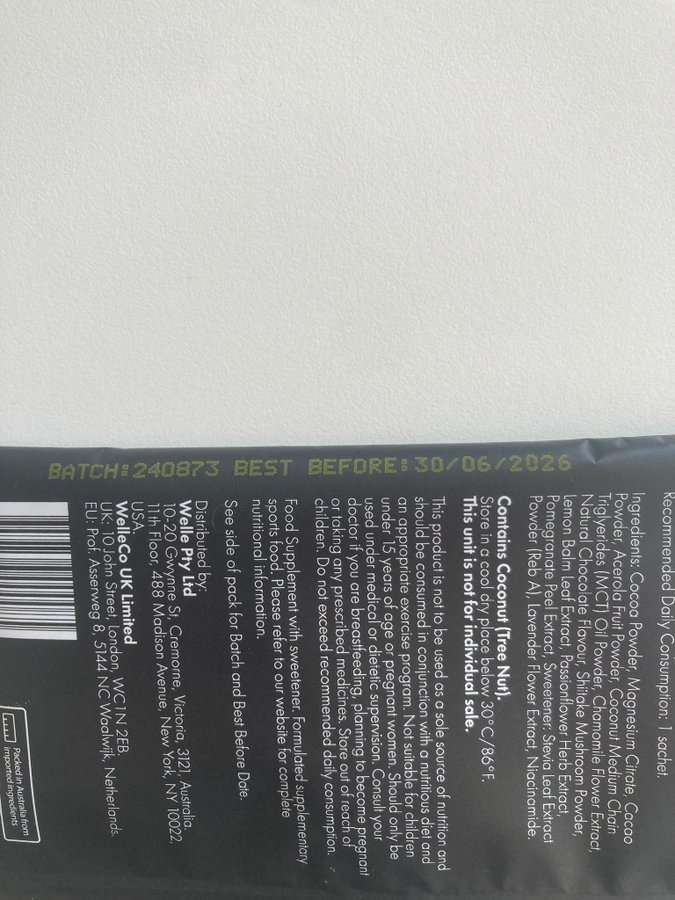 BATCH:240873 BEST BEFORE:30/06/2026
Recommended Daily Consumption: 1 sachet.
Ingredients: Cocoa Powder, Magnesium Citrate, Cacao
Powder, Acerola Fruit Powder, Coconut Medium Chain
Triglycerides (MCT) Oil Powder, Chamomile Flower Extract,
Natural Chocolate Flavour, Shiitake Mushroom Powder,
Lemon Balm Leaf Extract, Passionflower Herb Extract,
Pomegranate Peel Extract, Sweetener: Stevia Leaf Extract
Powder (Reb A), Lavender Flower Extract, Niacinamide.
Contains Coconut (Tree Nut).
Store in a cool dry place below 30°C/86°F.
This unit is not for individual sale.
This product is not to be used as a sole source of nutrition and
should be consumed in conjunction with a nutritious diet and
an appropriate exercise program. Not suitable for children
under 15 years of age or pregnant women. Should only be
used under medical or dietetic supervision. Consult your
doctor if you are breastfeeding, planning to become pregnant
or taking any prescribed medicines. Store out of reach of
children. Do not exceed recommended daily consumption.
Food Supplement with sweetener. Formulated supplementary
sports food. Please refer to our website for complete
nutritional information.
See side of pack for Batch and Best Before Date.
Distributed by:
Welle Pty Ltd
10-20 Gwynne St, Cremorne, Victoria, 3121, Australia.
11th Floor, 488 Madison Avenue, New York, NY 10022,
USA.
WelleCo UK Limited
UK: 10 John Street, London, WC1N 2EB.
EU: Prof. Asserweg 8, 5144 NC Waalwijk, Netherlands.
Packed in Australia from
imported ingredients